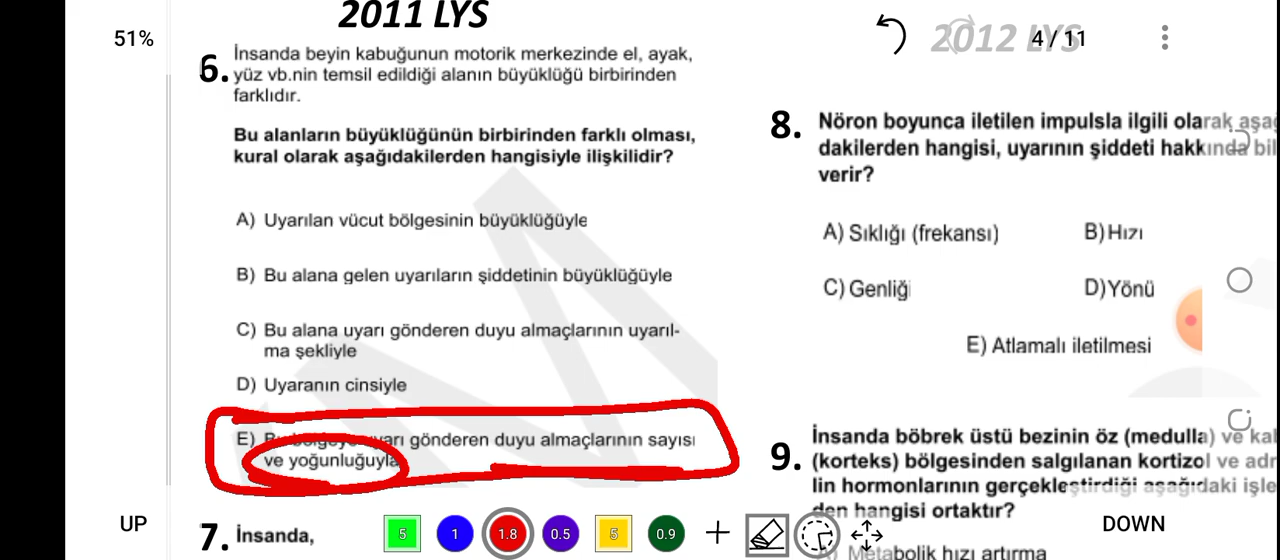 2011 LYS
51%
2012 LYS
4 / 11
6. İnsanda beyin kabuğunun motorik merkezinde el, ayak,
yüz vb.nin temsil edildiği alanın büyüklüğü birbirinden
farklıdır.
Bu alanların büyüklüğünün birbirinden farklı olması,
kural olarak aşağıdakilerden hangisiyle ilişkilidir?
A) Uyarılan vücut bölgesinin büyüklüğüyle
B) Bu alana gelen uyarıların şiddetinin büyüklüğüyle
C) Bu alana uyarı gönderen duyu almaçlarının uyarıl-
ma şekliyle
D) Uyaranın cinsiyle
E) Bu bölgeye uyarı gönderen duyu almaçlarının sayısı
ve yoğunluğuyla
7. İnsanda,
8. Nöron boyunca iletilen impulsla ilgili olarak aşa
dakilerden hangisi, uyarının şiddeti hakkında bil
verir?
A) Sıklığı (frekansı)
B) Hızı
C) Genliği
D) Yönü
E) Atlamalı iletilmesi
9. İnsanda böbrek üstü bezinin öz (medulla) ve ka
(korteks) bölgesinden salgılanan kortizol ve adr
lin hormonlarının gerçekleştirdiği aşağıdaki işle
den hangisi ortaktır?
Metabolik hızı artırma
UP
5
1
1.8
0.5
5
0.9
DOWN